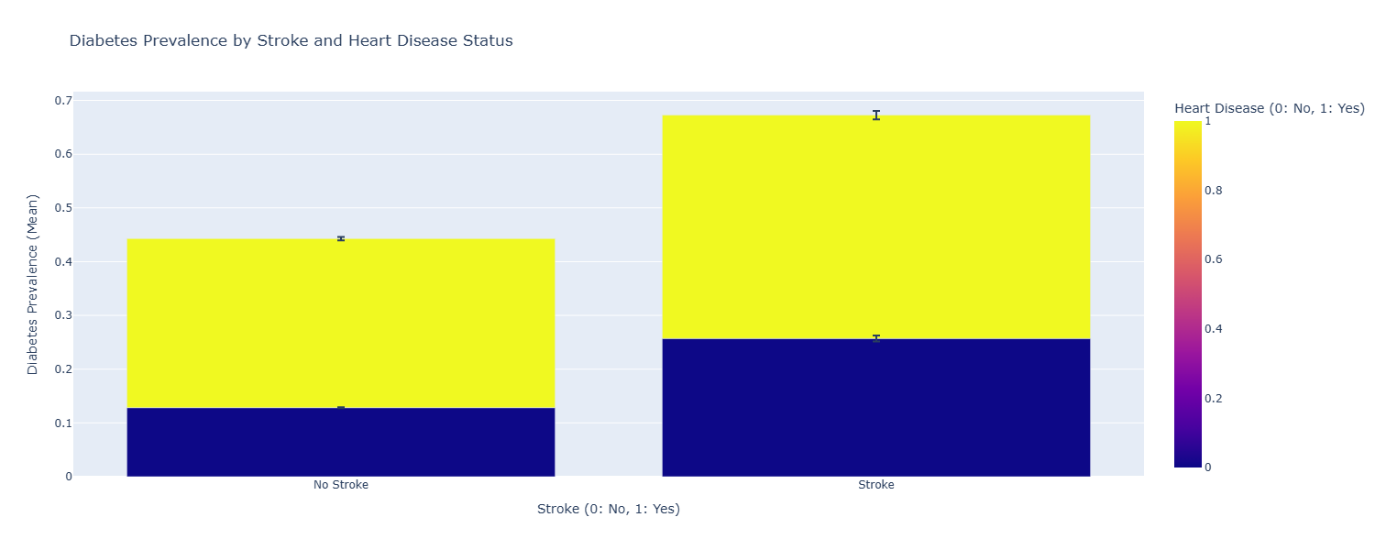 Diabetes Prevalence by Stroke and Heart Disease Status
Diabetes Prevalence (Mean)
0.7
0.6
0.5
0.4
0.3
0.2
0.1
0
No Stroke
Stroke
Stroke (0: No, 1: Yes)
Heart Disease (0: No, 1: Yes)
1
0.8
0.6
0.4
0.2
0